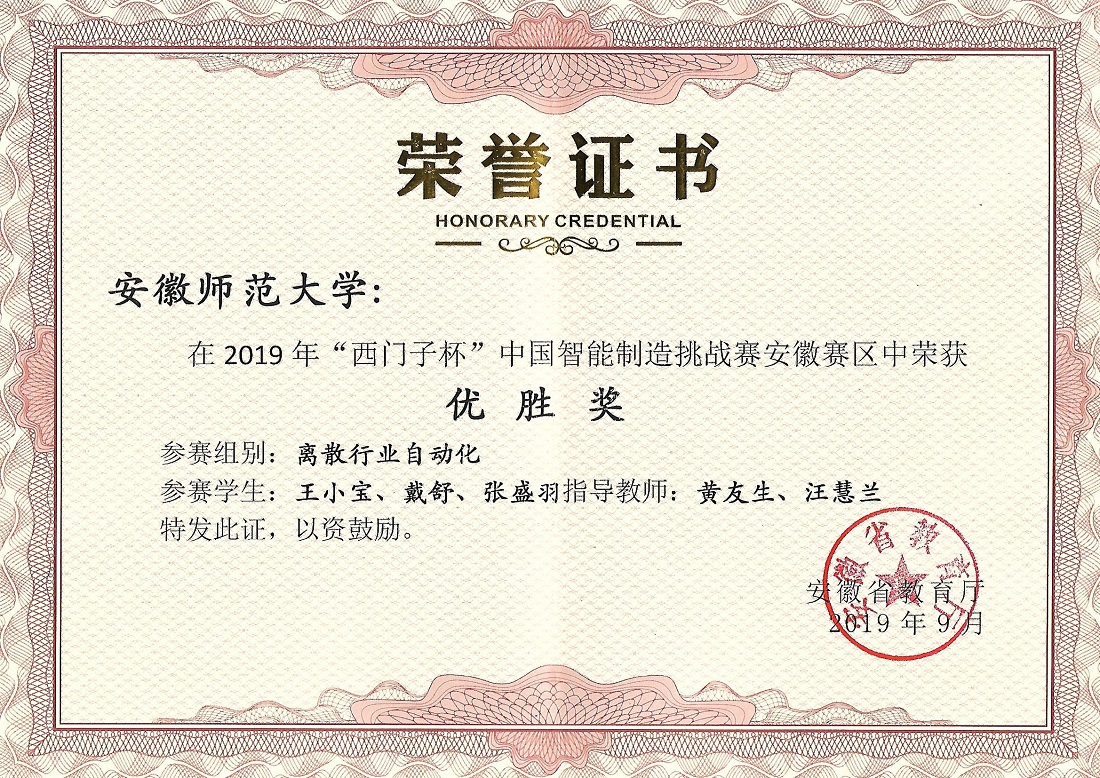 荣誉证书
HONORARY CREDENTIAL
安徽师范大学:
在 2019 年“西门子杯”中国智能制造挑战赛安徽赛区中荣获
优 胜 奖
参赛组别：离散行业自动化
参赛学生：王小宝、戴舒、张盛羽指导教师：黄友生、汪慧兰
特发此证，以资鼓励。
安徽省教育厅
安徽省教育厅
2019 年 9 月